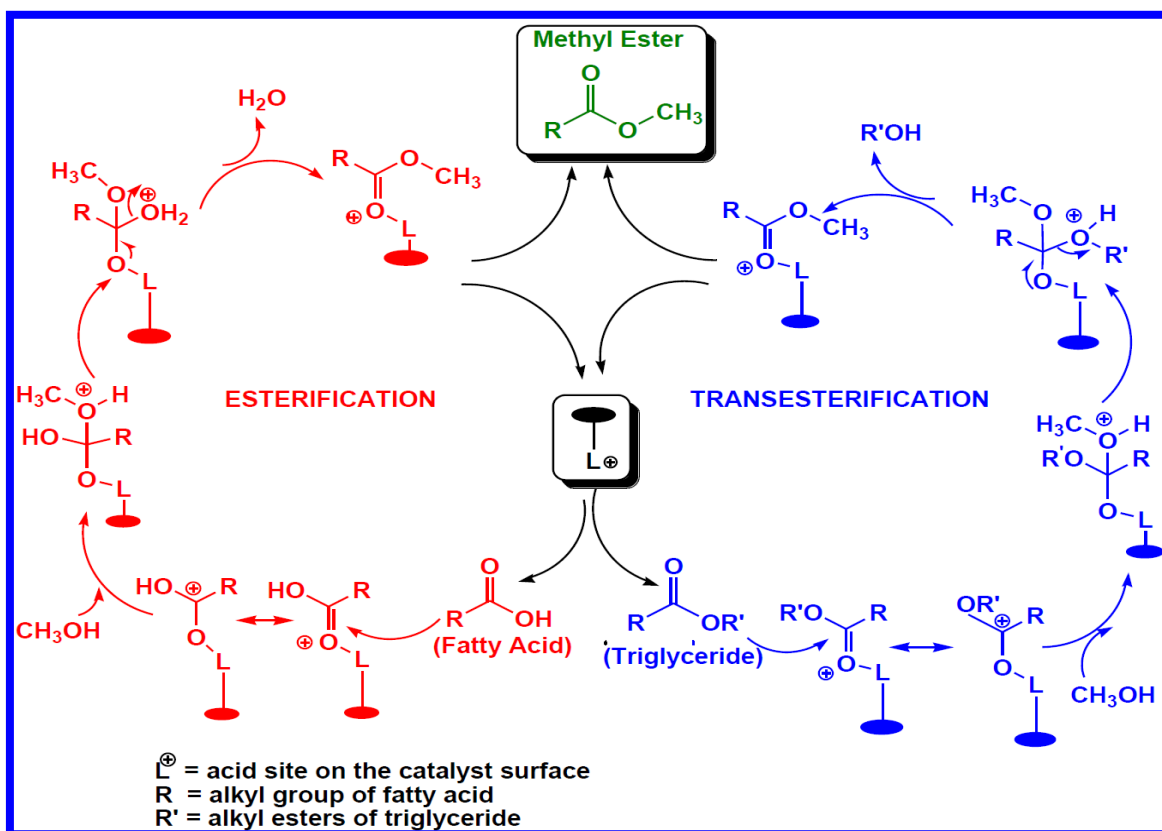 Methyl Ester
O
R
O
CH₃
H₂O
R
O
CH₃
⊕
O
L
H₃C
O
⊕
OH₂
R
O
L
ESTERIFICATION
H₃C
⊕
O
H
HO
R
O
L
CH₃OH
HO
⊕
R
O
L
HO
R
⊕
O
L
O
R
OH
(Fatty Acid)
L⊕
R'OH
R
O
CH₃
⊕
O
L
H₃C
O
⊕
H
R
O
R'
O
L
TRANSESTERIFICATION
H₃C
⊕
O
H
R'O
R
O
L
O
R
OR'
(Triglyceride)
R'O
R
⊕
O
L
OR'
⊕
R
O
L
CH₃OH
L⊕ = acid site on the catalyst surface
R = alkyl group of fatty acid
R' = alkyl esters of triglyceride